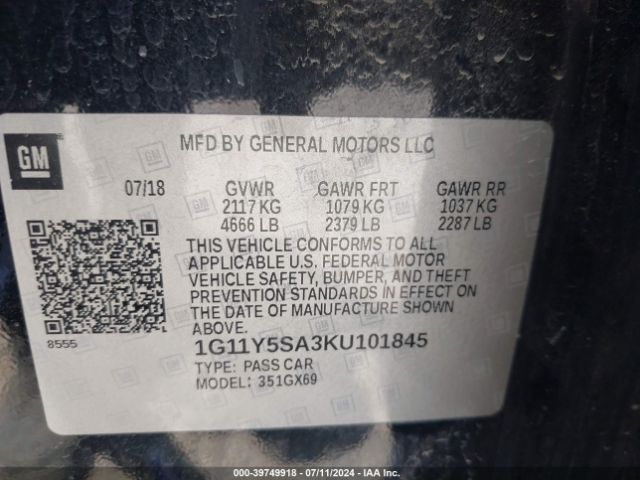 MFD BY GENERAL MOTORS LLC
GM
07/18 GVWR GAWR FRT GAWR RR
2117 KG 1079 KG 1037 KG
4666 LB 2379 LB 2287 LB
THIS VEHICLE CONFORMS TO ALL
APPLICABLE U.S. FEDERAL MOTOR
VEHICLE SAFETY, BUMPER, AND THEFT
PREVENTION STANDARDS IN EFFECT ON
THE DATE OF MANUFACTURE SHOWN
ABOVE.
8555
1G11Y5SA3KU101845
TYPE: PASS CAR
MODEL: 351GX69
000-39749918 - 07/11/2024 - IAA Inc.